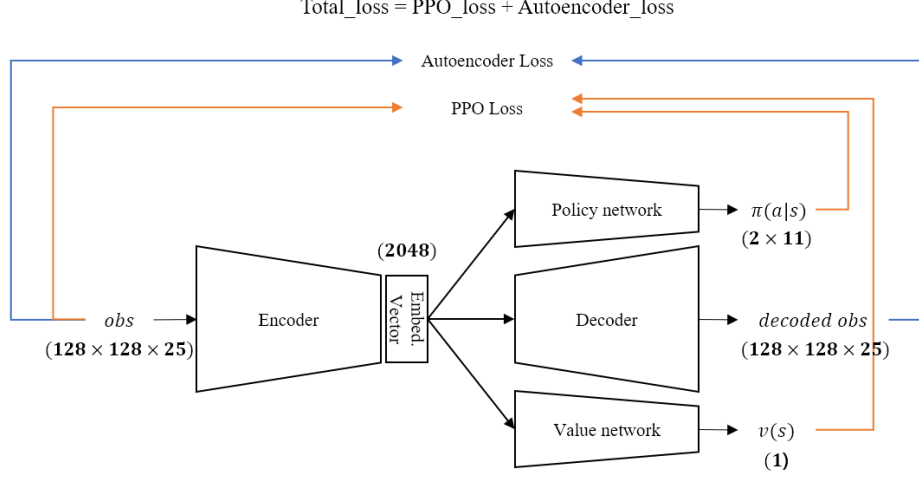 Total_loss = PPO_loss + Autoencoder_loss
Autoencoder Loss
PPO Loss
Policy network
π(a|s)
(2 × 11)
(2048)
obs
(128 × 128 × 25)
Encoder
Embed.
Vector
Decoder
decoded obs
(128 × 128 × 25)
Value network
v(s)
(1)